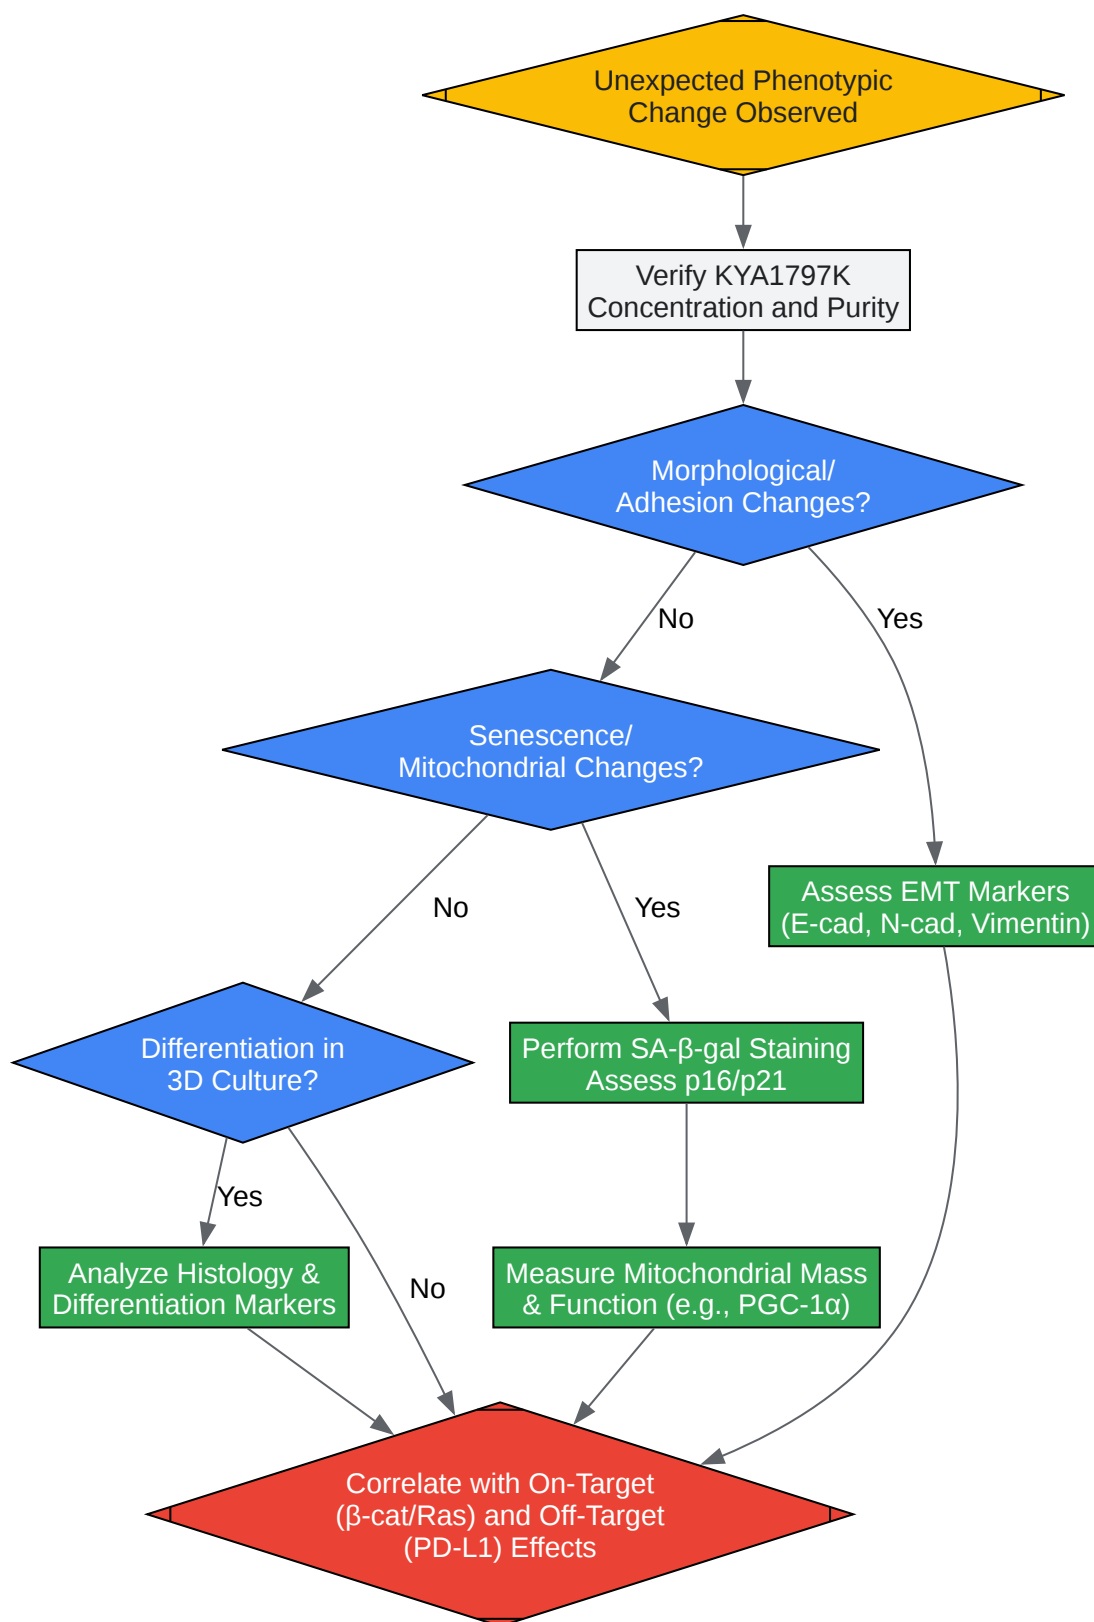 Unexpected Phenotypic
Change Observed
Verify KYA1797K
Concentration and Purity
Morphological/
Adhesion Changes?
No
Yes
Senescence/
Mitochondrial Changes?
No
Yes
Assess EMT Markers
(E-cad, N-cad, Vimentin)
Differentiation in
3D Culture?
Perform SA-β-gal Staining
Assess p16/p21
Yes
No
Analyze Histology &
Differentiation Markers
Measure Mitochondrial Mass
& Function (e.g., PGC-1α)
Correlate with On-Target
(β-cat/Ras) and Off-Target
(PD-L1) Effects